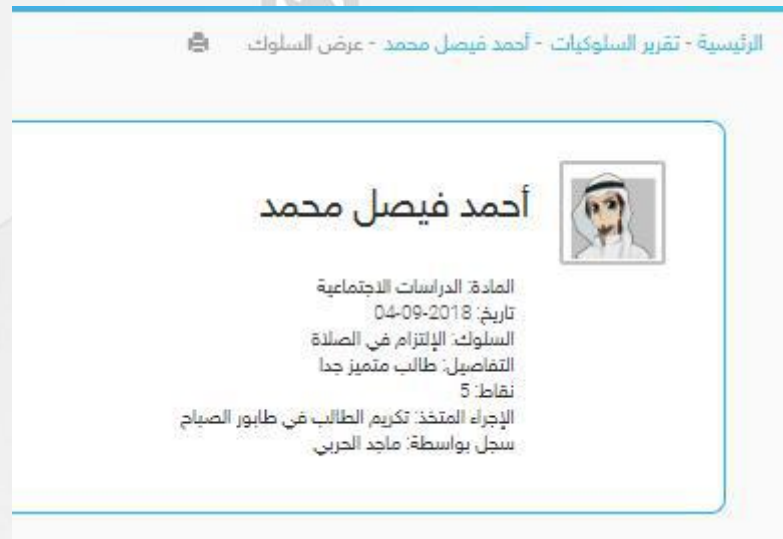 الرئيسية - تقرير السلوكيات - أحمد فيصل محمد - عرض السلوك
أحمد فيصل محمد
المادة: الدراسات الاجتماعية
تاريخ: 2018-09-04
السلوك: الإلتزام في الصلاة
التفاصيل: طالب متميز جدا
نقاط: 5
الإجراء المتخذ: تكريم الطالب في طابور الصباح
سجل بواسطة: ماجد الحربي